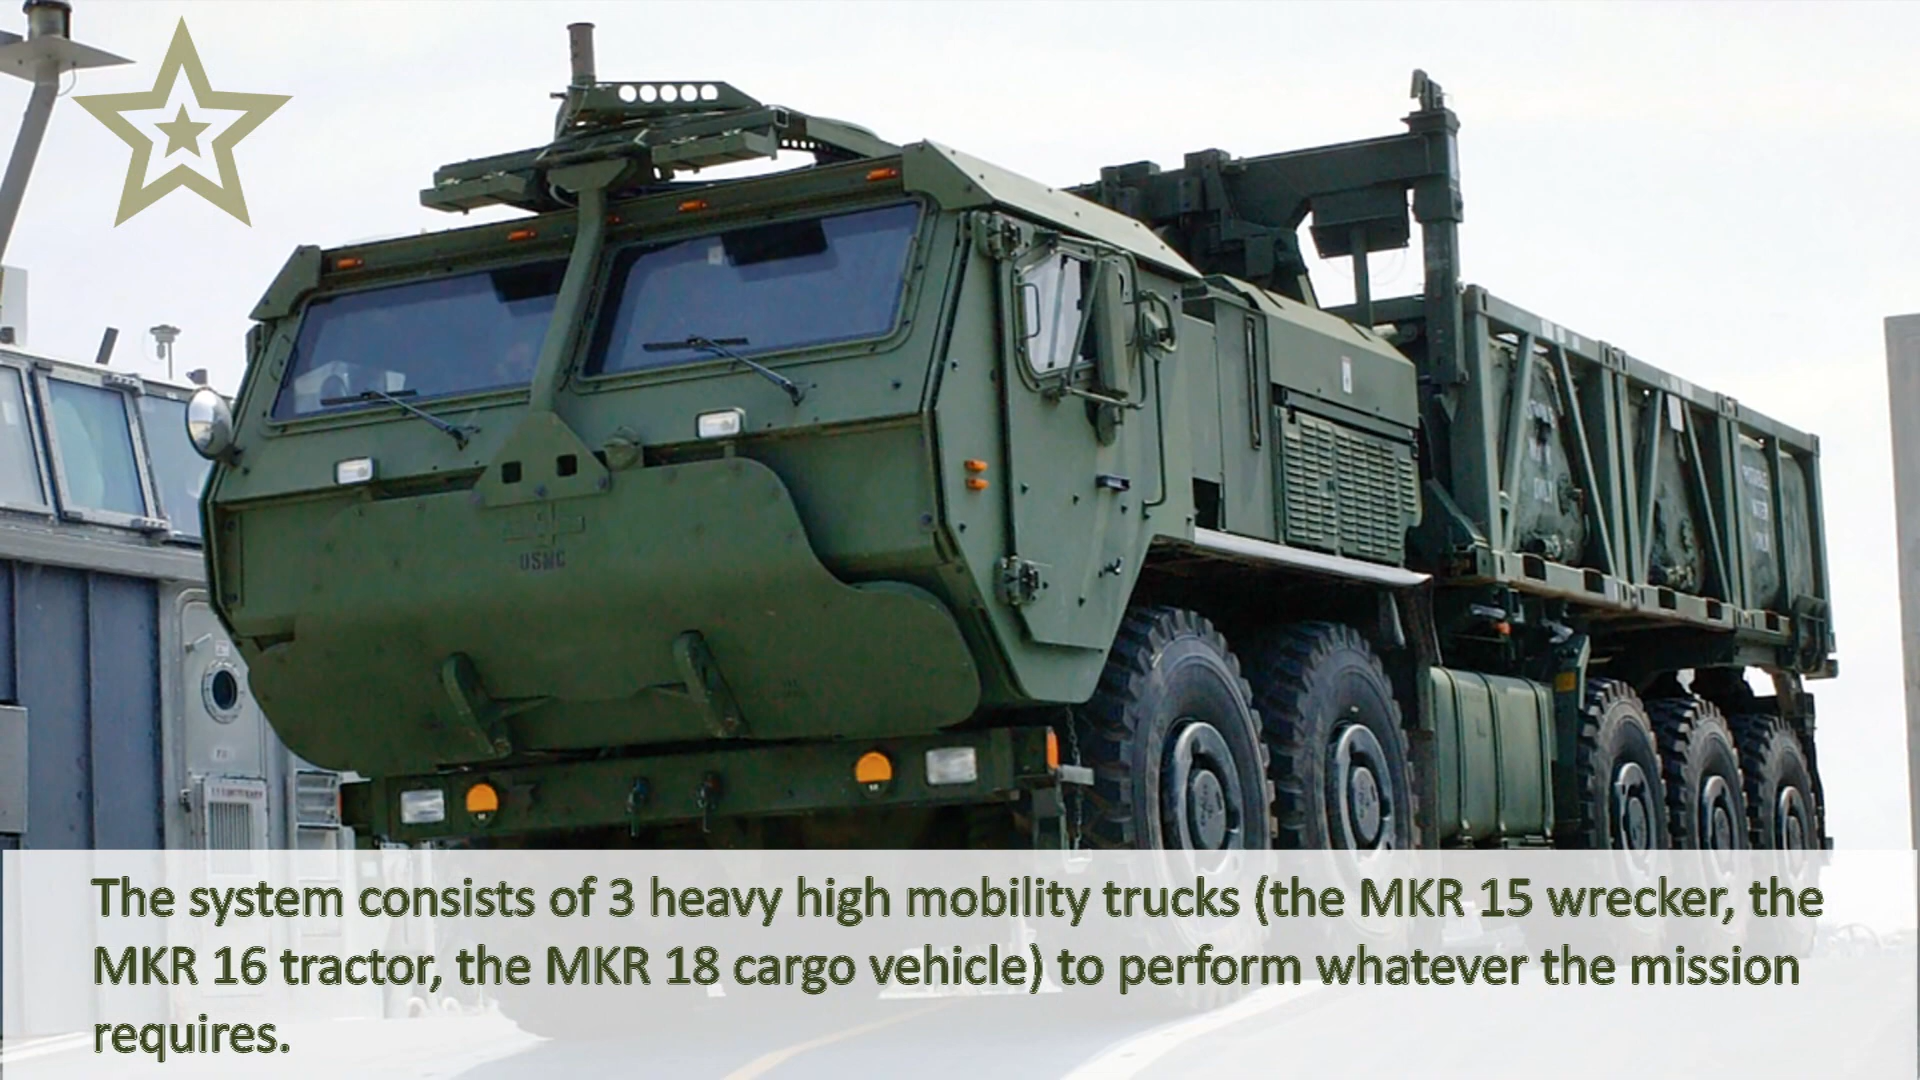 USMC
ONLY
The system consists of 3 heavy high mobility trucks (the MKR 15 wrecker, the
MKR 16 tractor, the MKR 18 cargo vehicle) to perform whatever the mission
requires.